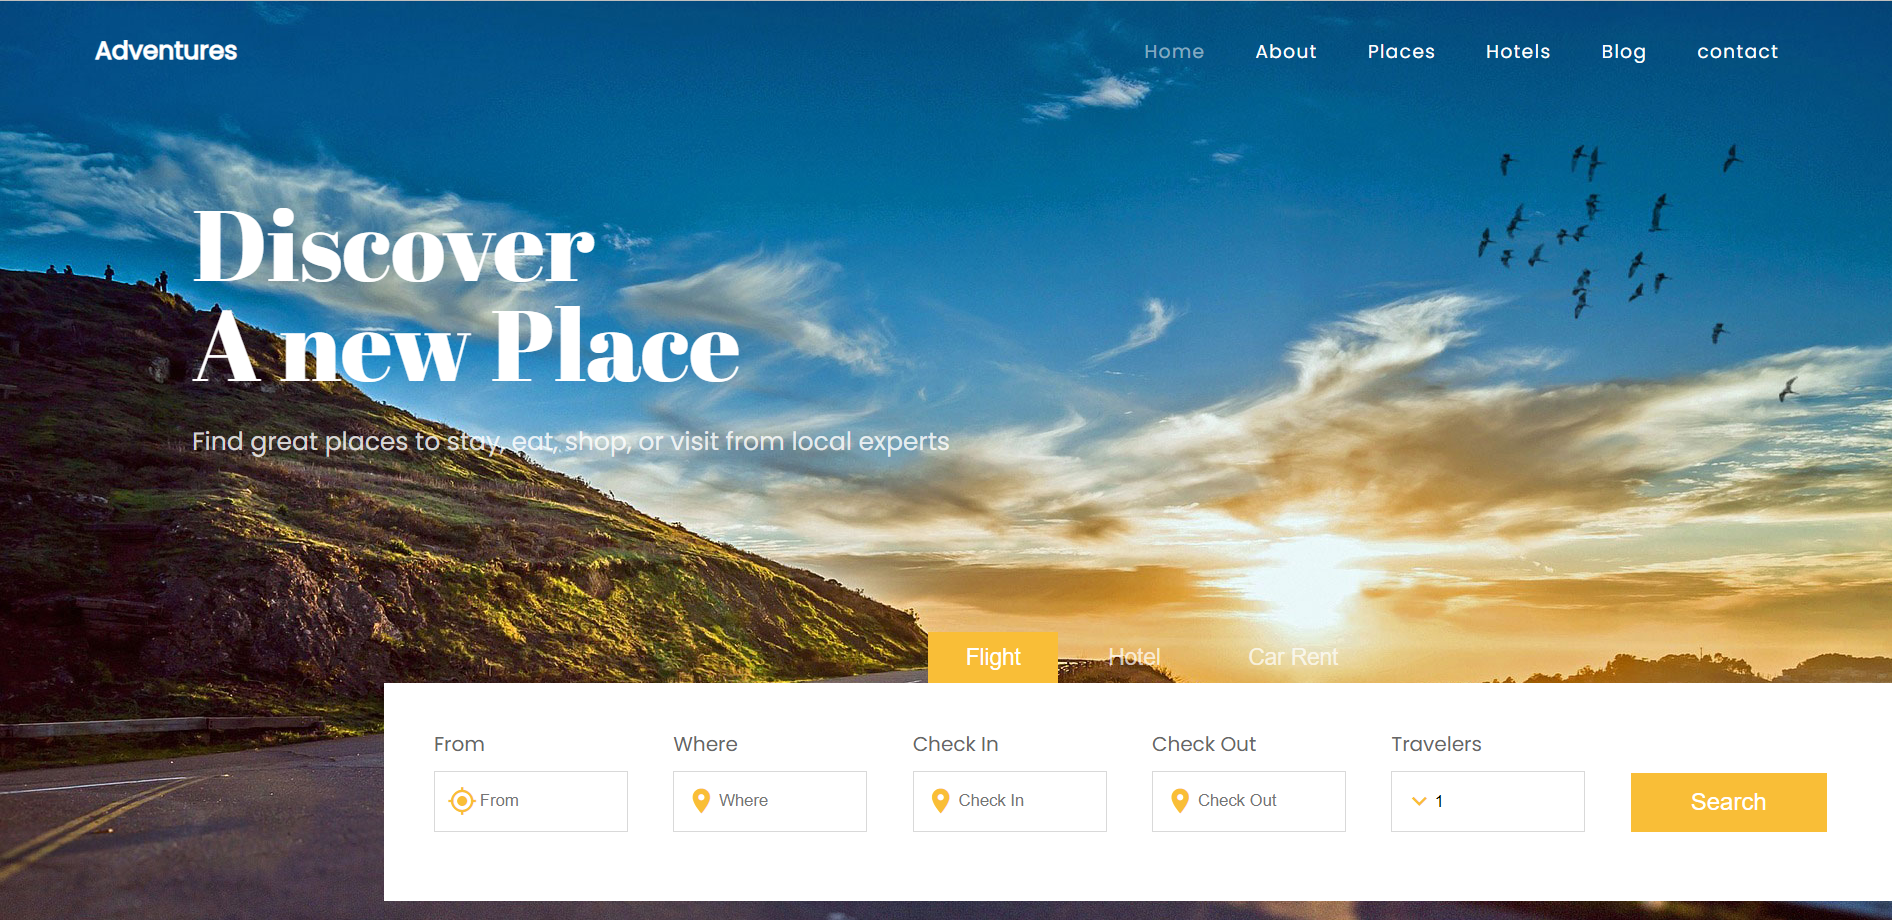 Adventures
Home About Places Hotels Blog contact
Discover
A new Place
Find great places to stay, eat, shop, or visit from local experts
Flight Hotel Car Rent
From Where Check In Check Out Travelers
From Where Check In Check Out 1 Search